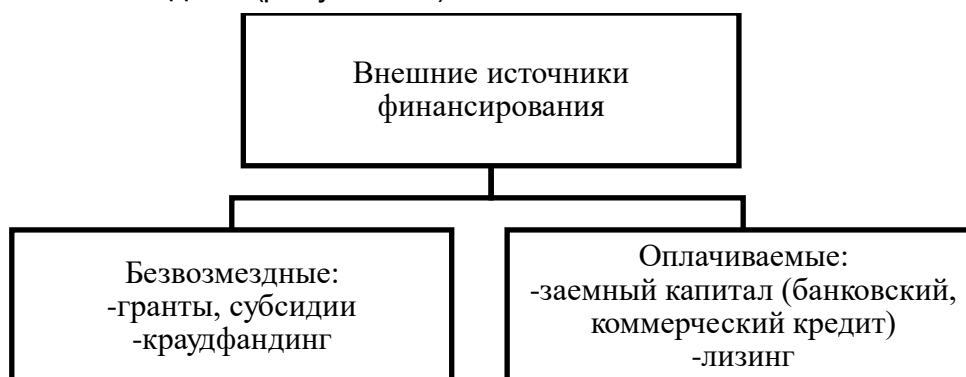 Внешние источники
финансирования
Безвозмездные:
-гранты, субсидии
-краудфандинг
Оплачиваемые:
-заемный капитал (банковский,
коммерческий кредит)
-лизинг